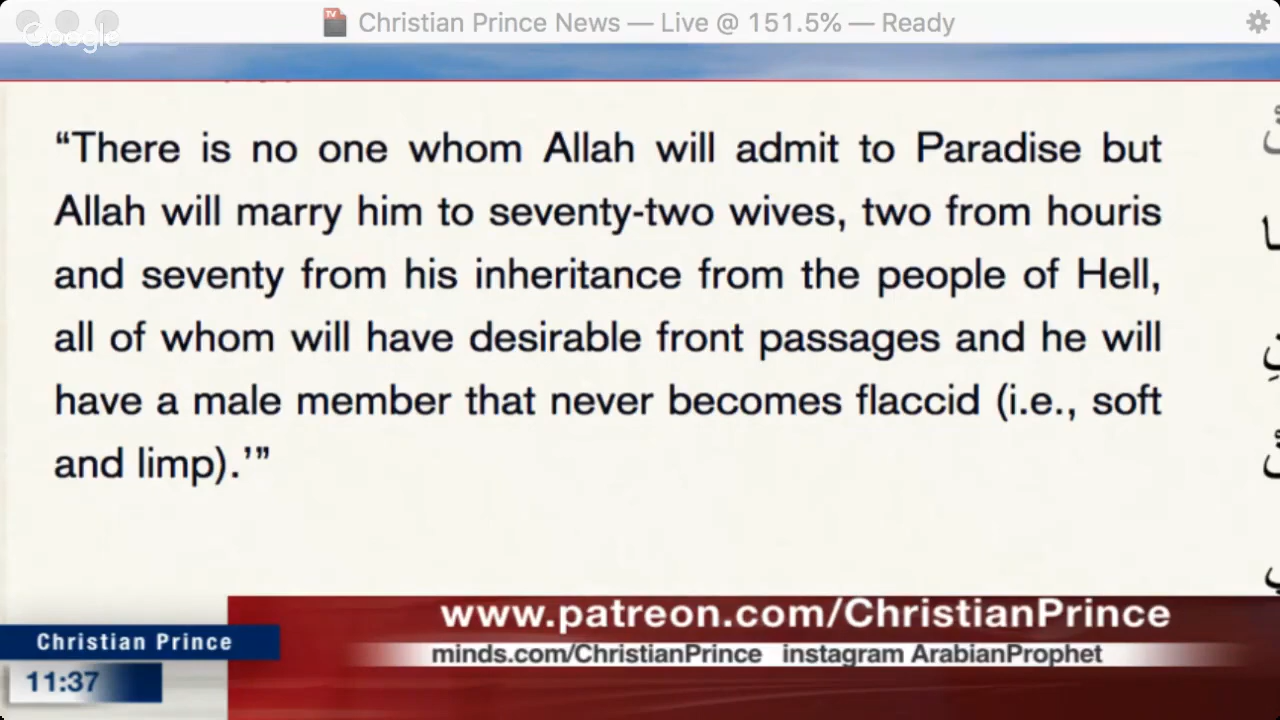 Christian Prince News — Live @ 151.5% — Ready
Google
“There is no one whom Allah will admit to Paradise but
Allah will marry him to seventy-two wives, two from houris
and seventy from his inheritance from the people of Hell,
all of whom will have desirable front passages and he will
have a male member that never becomes flaccid (i.e., soft
and limp).’”
www.patreon.com/ChristianPrince
Christian Prince
minds.com/ChristianPrince instagram ArabianProphet
11:37